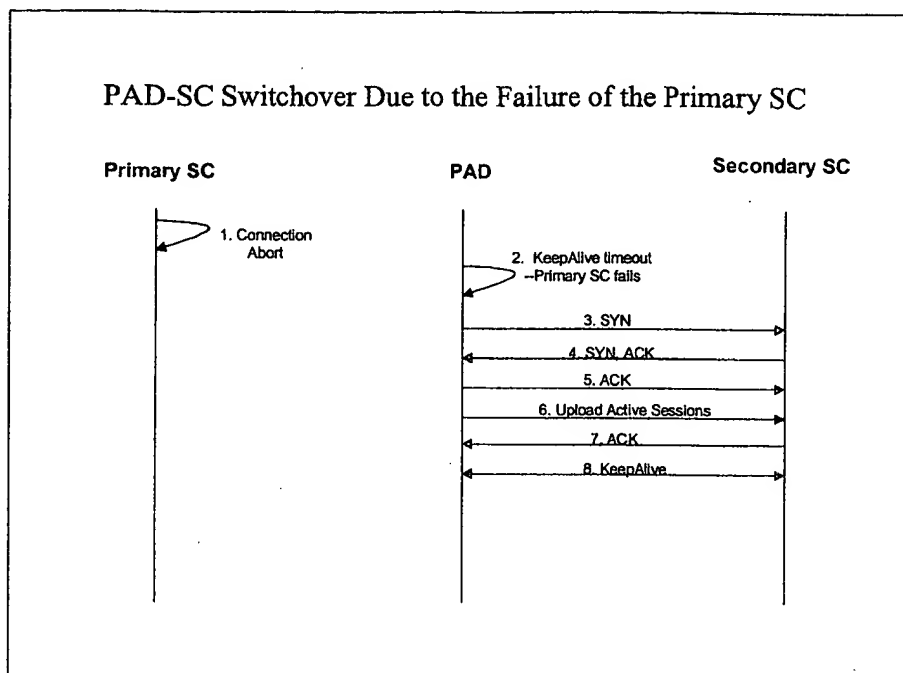 PAD-SC Switchover Due to the Failure of the Primary SC
Primary SC
PAD
Secondary SC
1. Connection
Abort
2. KeepAlive timeout
--Primary SC fails
3. SYN
4. SYN, ACK
5. ACK
6. Upload Active Sessions
7. ACK
8. KeepAlive